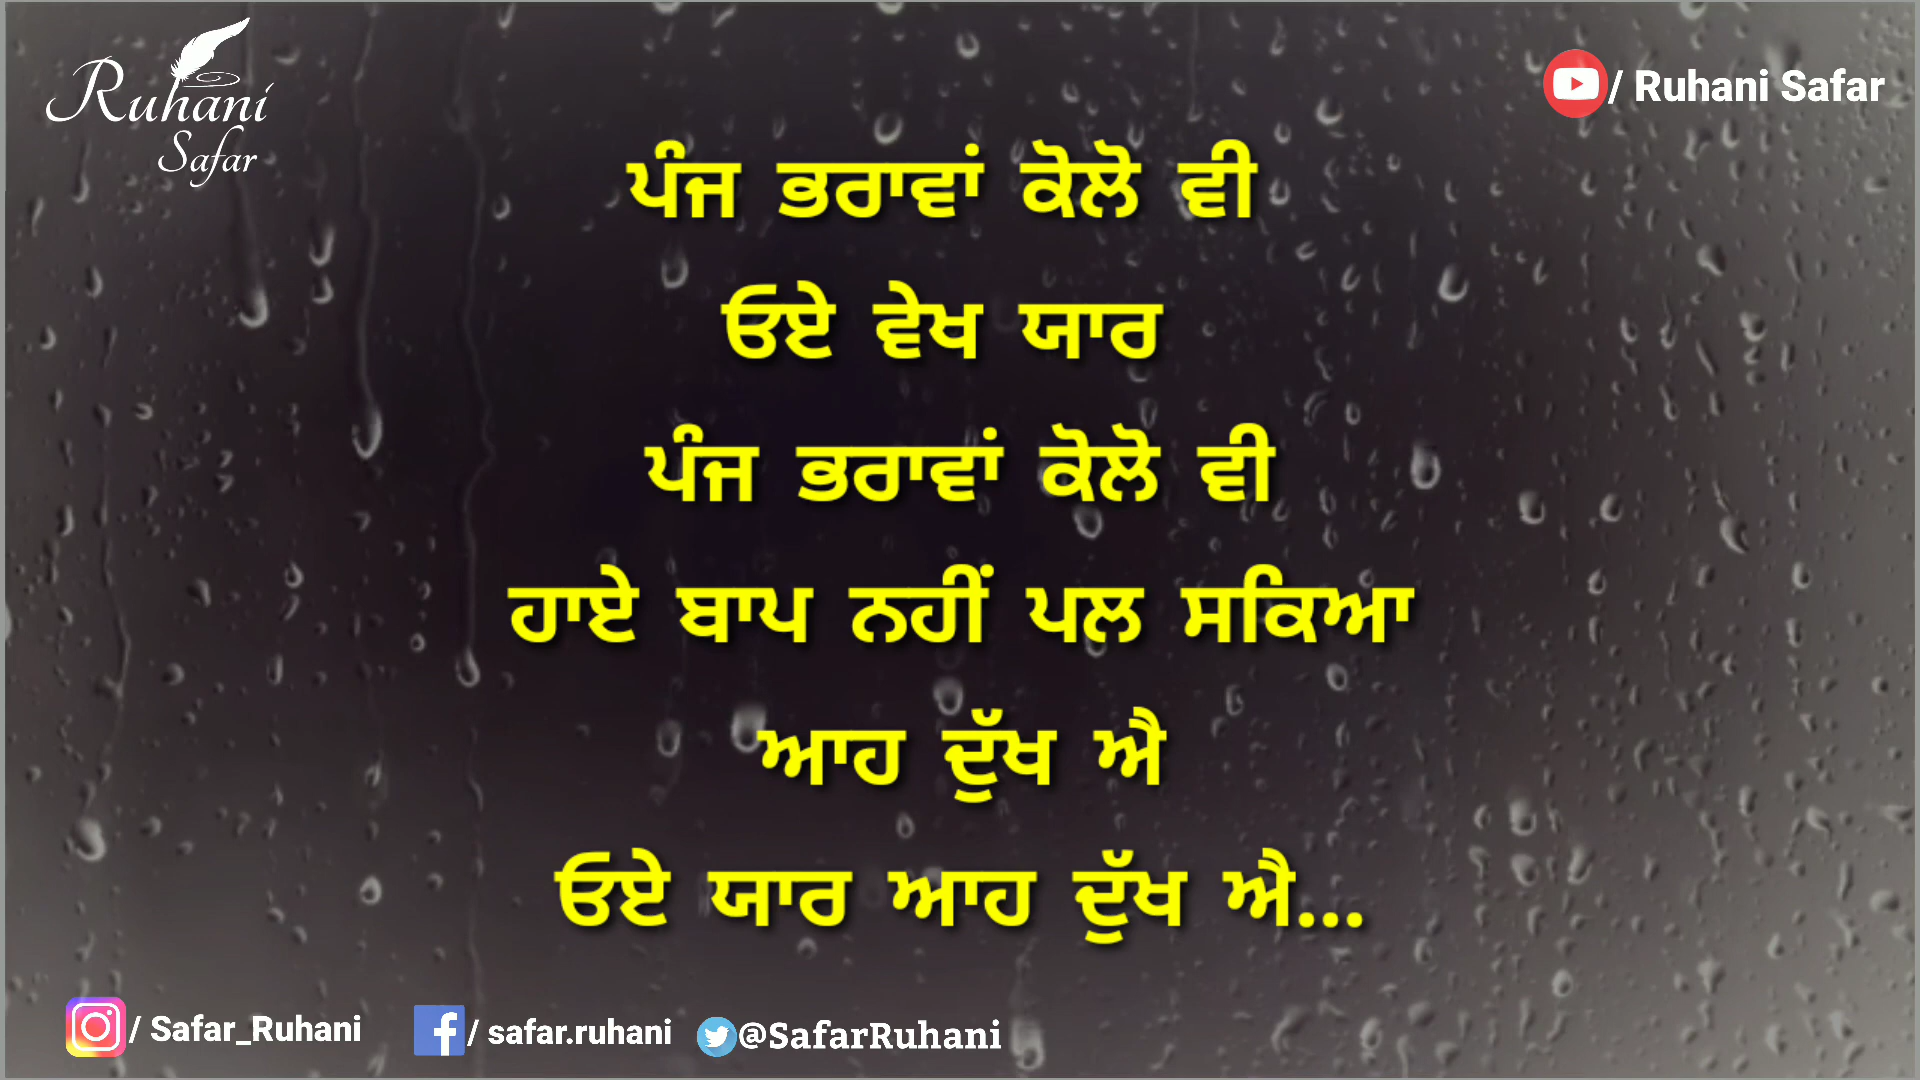 Ruhani
Safar
/ Ruhani Safar
ਪੰਜ ਭਰਾਵਾਂ ਕੋਲੋ ਵੀ
ਓਏ ਵੇਖ ਯਾਰ
ਪੰਜ ਭਰਾਵਾਂ ਕੋਲੋ ਵੀ
ਹਾਏ ਬਾਪ ਨਹੀਂ ਪਲ ਸਕਿਆ
ਆਹ ਦੁੱਖ ਐ
ਓਏ ਯਾਰ ਆਹ ਦੁੱਖ ਐ...
/ Safar_Ruhani / safar.ruhani @SafarRuhani